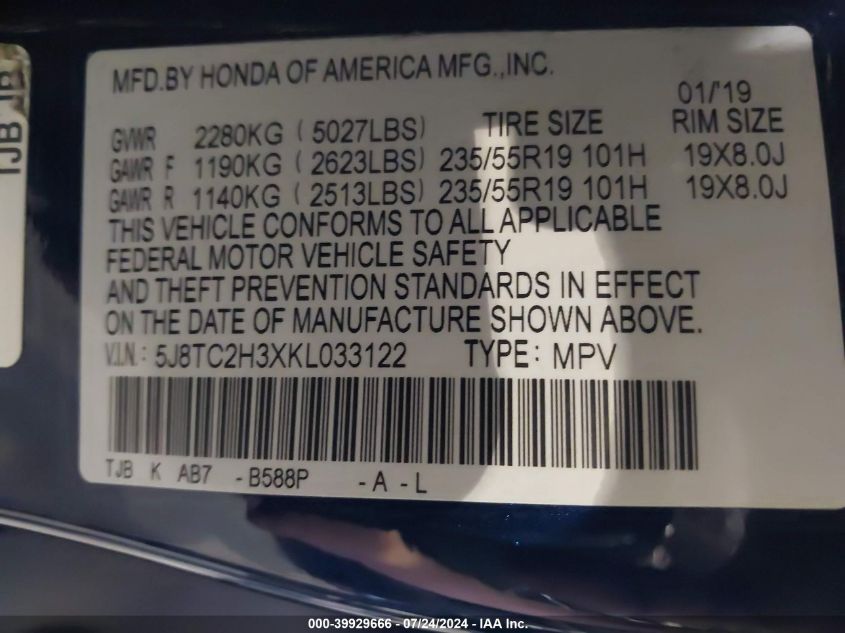 TJB
MFD.BY HONDA OF AMERICA MFG.,INC.
01/'19
GVWR 2280KG (5027LBS) TIRE SIZE RIM SIZE
GAWR F 1190KG (2623LBS) 235/55R19 101H 19X8.0J
GAWR R 1140KG (2513LBS) 235/55R19 101H 19X8.0J
THIS VEHICLE CONFORMS TO ALL APPLICABLE
FEDERAL MOTOR VEHICLE SAFETY
AND THEFT PREVENTION STANDARDS IN EFFECT
ON THE DATE OF MANUFACTURE SHOWN ABOVE.
V.I.N.: 5J8TC2H3XKL033122 TYPE: MPV
TJB K AB7 -B588P -A -L
000-39929666 - 07/24/2024 - IAA Inc.